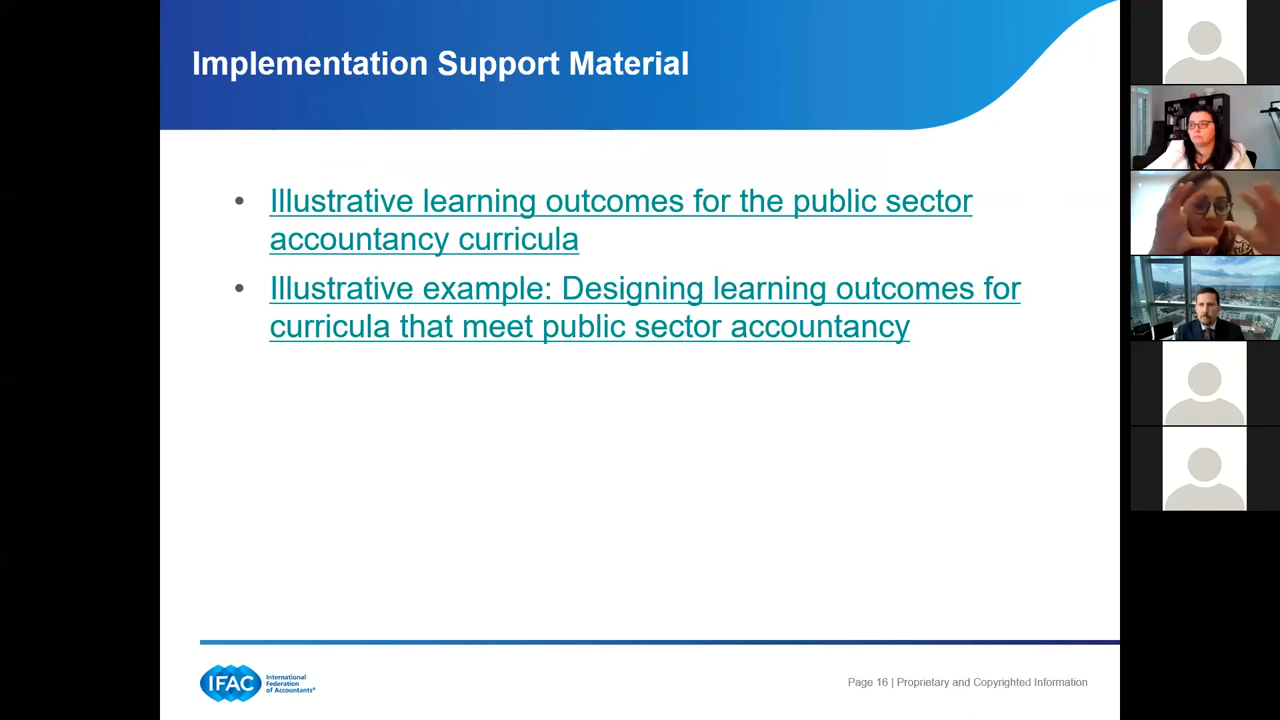 Implementation Support Material
• Illustrative learning outcomes for the public sector
accountancy curricula
• Illustrative example: Designing learning outcomes for
curricula that meet public sector accountancy
IFAC
International
Federation
of Accountants®
Page 16 | Proprietary and Copyrighted Information